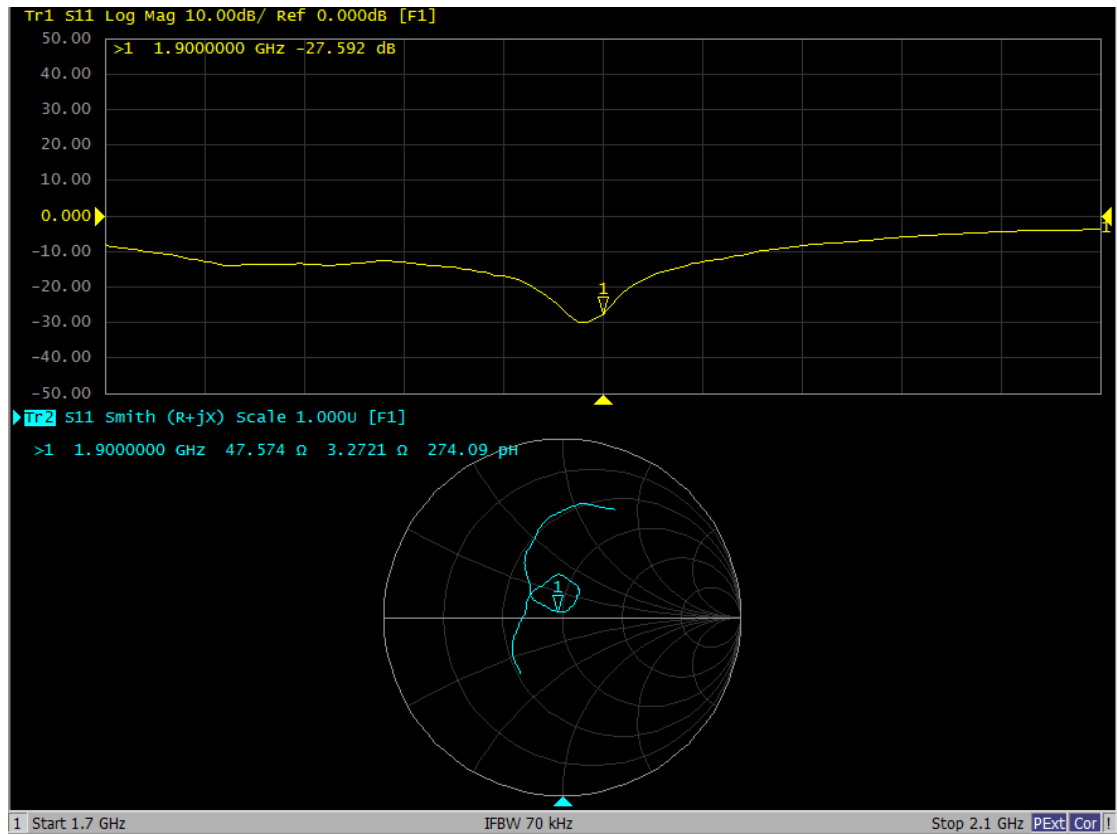 Tr1 S11 Log Mag 10.00dB/ Ref 0.000dB [F1]
50.00
>1 1.9000000 GHz -27.592 dB
40.00
30.00
20.00
10.00
0.000
1
-10.00
-20.00
1
-30.00
-40.00
-50.00
Tr2 S11 Smith (R+jX) Scale 1.000U [F1]
>1 1.9000000 GHz 47.574 Ω 3.2721 Ω 274.09 pH
1
1 Start 1.7 GHz IFBW 70 kHz Stop 2.1 GHz PExt Cor !